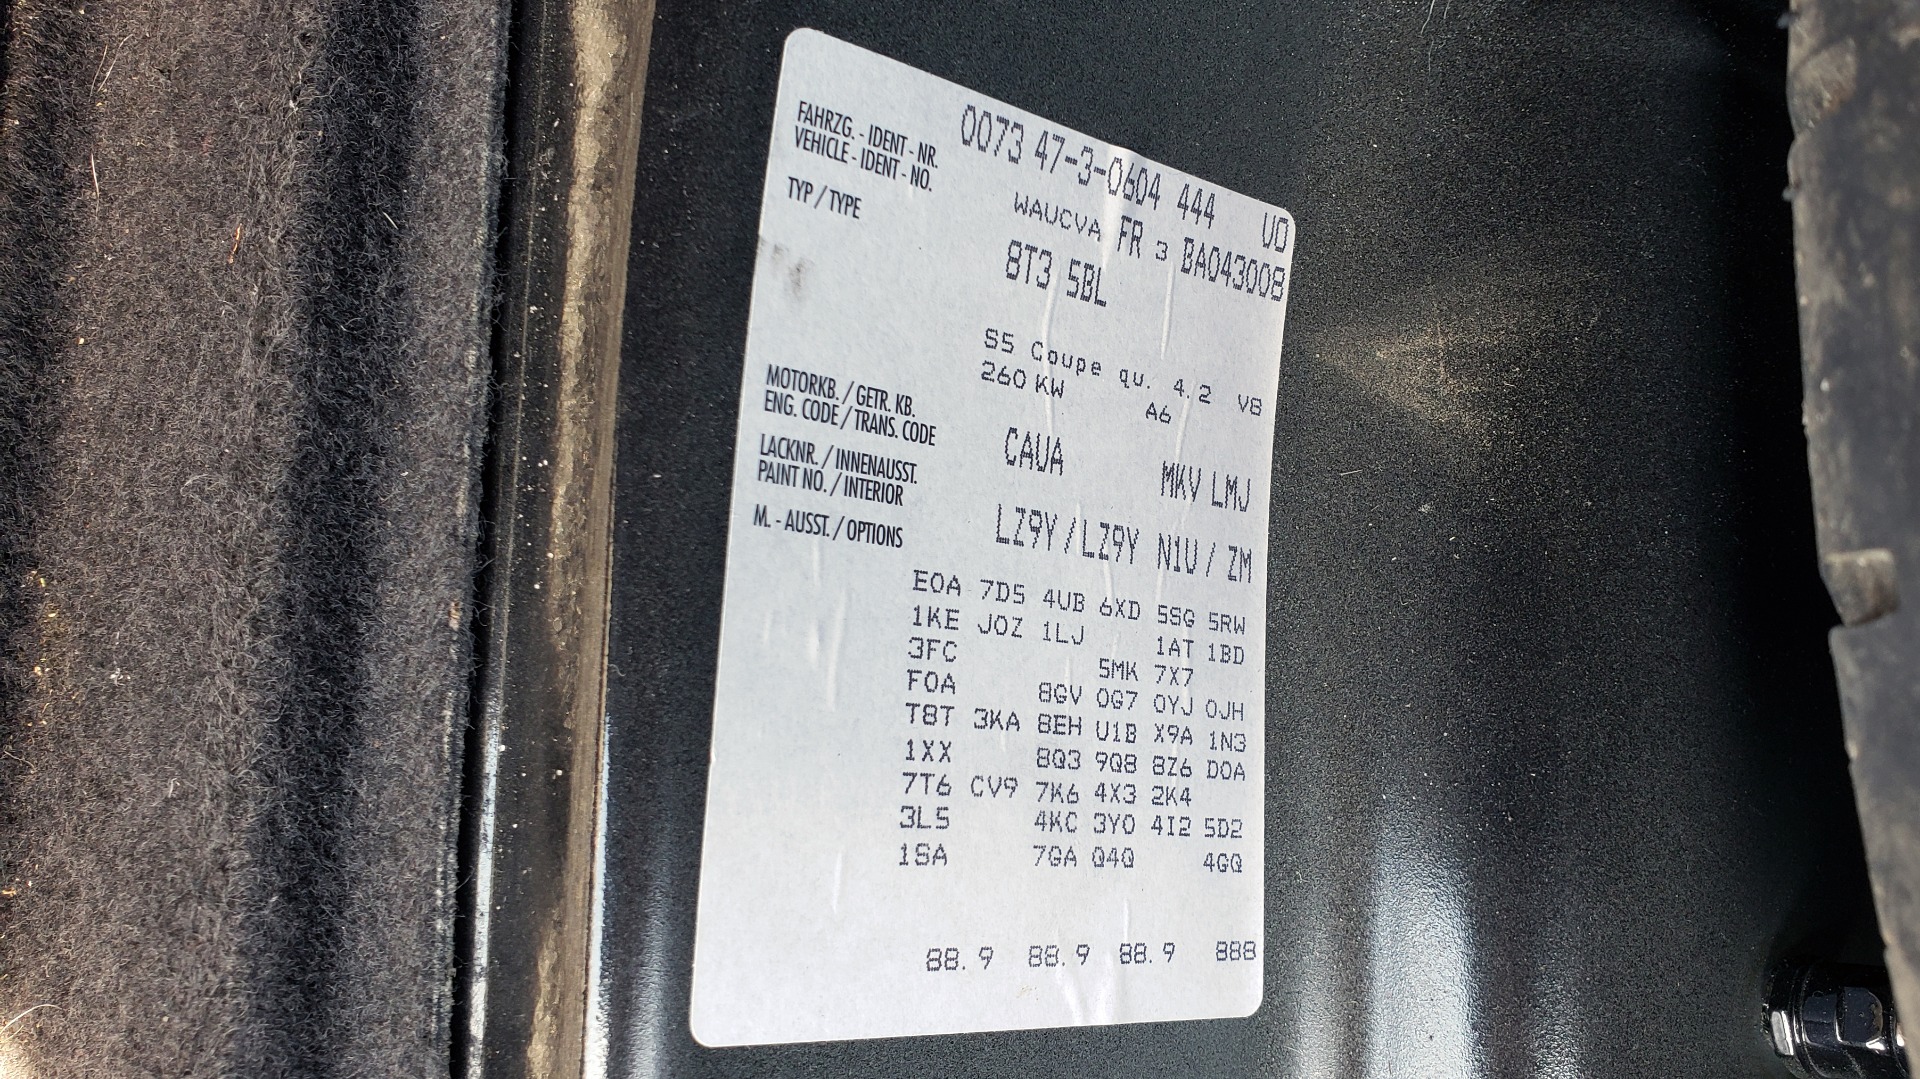 0073 47-3-0604 444 U0
FAHRZG. - IDENT - NR.
VEHICLE - IDENT - NO.
WAUCVA FR 3 BA043008
TYP / TYPE
8T3 5BL
S5 Coupe qu. 4.2 V8
260 KW A6
MOTORKB. / GETR. KB.
ENG. CODE / TRANS. CODE
CAUA MKV LMJ
LACKNR. / INNENAUSST.
PAINT NO. / INTERIOR
LZ9Y / LZ9Y N1U / ZM
M. - AUSST. / OPTIONS
E0A 7D5 4UB 6XD 5SG 5RW
1KE J0Z 1LJ 1AT 1BD
3FC 5MK 7X7
F0A 8GV 0G7 0YJ 0JH
T8T 3KA 8EH U1B X9A 1N3
1XX 8Q3 9Q8 8Z6 D0A
7T6 CV9 7K6 4X3 2K4
3L5 4KC 3Y0 4I2 5D2
1SA 7GA Q4Q 4GQ
88.9 88.9 88.9 888